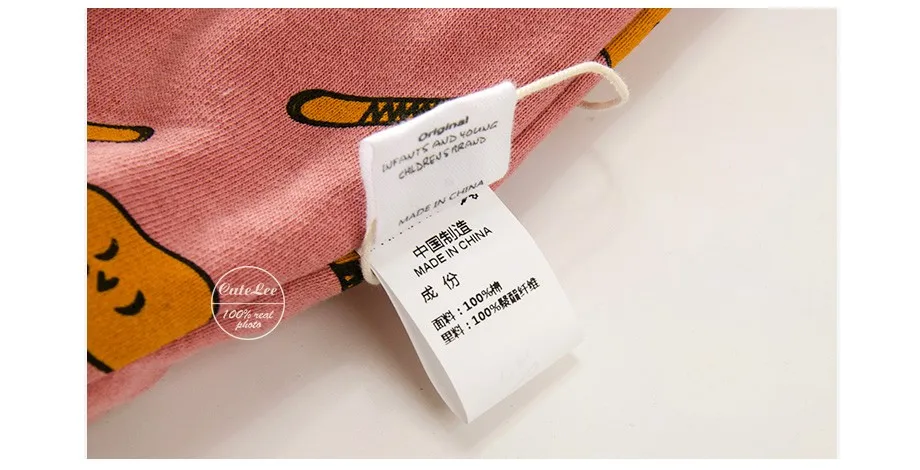 Original
INFANTS AND YOUNG
CHILDRENS BRAND
MADE IN CHINA
中国制造
MADE IN CHINA
成 份
面料：100%棉
里料：100%聚酯纤维
CuteLee
100% real
photo